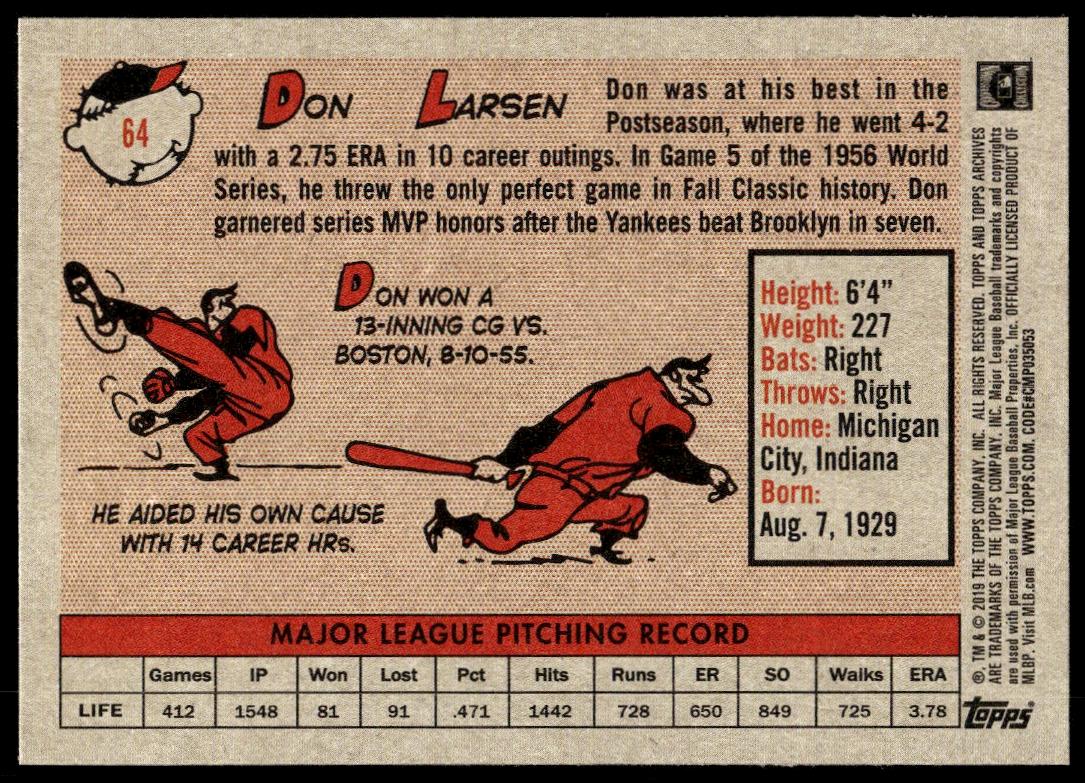 64
DON LARSEN
Don was at his best in the
Postseason, where he went 4-2
with a 2.75 ERA in 10 career outings. In Game 5 of the 1956 World
Series, he threw the only perfect game in Fall Classic history. Don
garnered series MVP honors after the Yankees beat Brooklyn in seven.
DON WON A
13-INNING CG VS.
BOSTON, 8-10-55.
HE AIDED HIS OWN CAUSE
WITH 14 CAREER HRs.
Height: 6'4"
Weight: 227
Bats: Right
Throws: Right
Home: Michigan
City, Indiana
Born:
Aug. 7, 1929
MAJOR LEAGUE PITCHING RECORD
Games IP Won Lost Pct Hits Runs ER SO Walks ERA
LIFE 412 1548 81 91 .471 1442 728 650 849 725 3.78
®, TM & © 2019 THE TOPPS COMPANY, INC. ALL RIGHTS RESERVED. TOPPS AND TOPPS ARCHIVES
ARE TRADEMARKS OF THE TOPPS COMPANY, INC. Major League Baseball trademarks and copyrights
are used with permission of Major League Baseball Properties, Inc. OFFICIALLY LICENSED PRODUCT OF
MLBP. Visit MLB.com WWW.TOPPS.COM. CODE#CMP035053
topps®